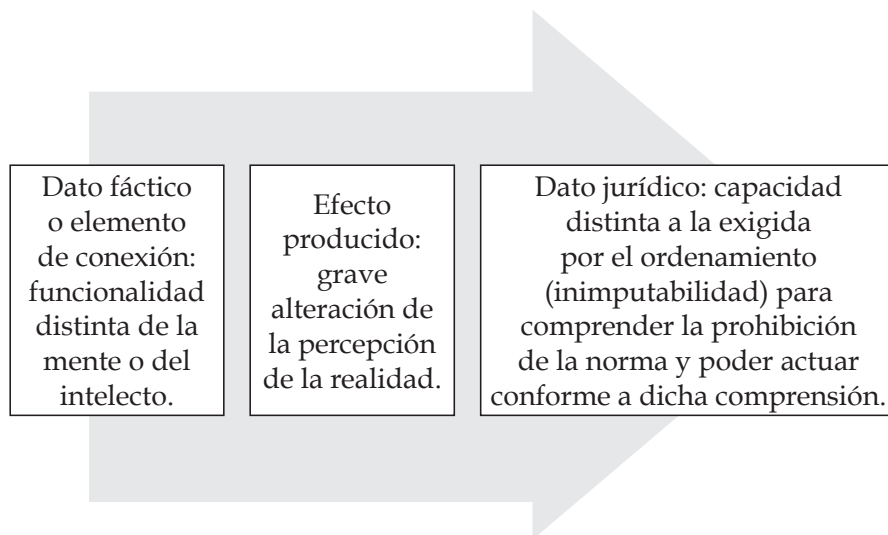 Dato fáctico
o elemento
de conexión:
funcionalidad
distinta de la
mente o del
intelecto.
Efecto
producido:
grave
alteración de
la percepción
de la realidad.
Dato jurídico: capacidad
distinta a la exigida
por el ordenamiento
(inimputabilidad) para
comprender la prohibición
de la norma y poder actuar
conforme a dicha comprensión.